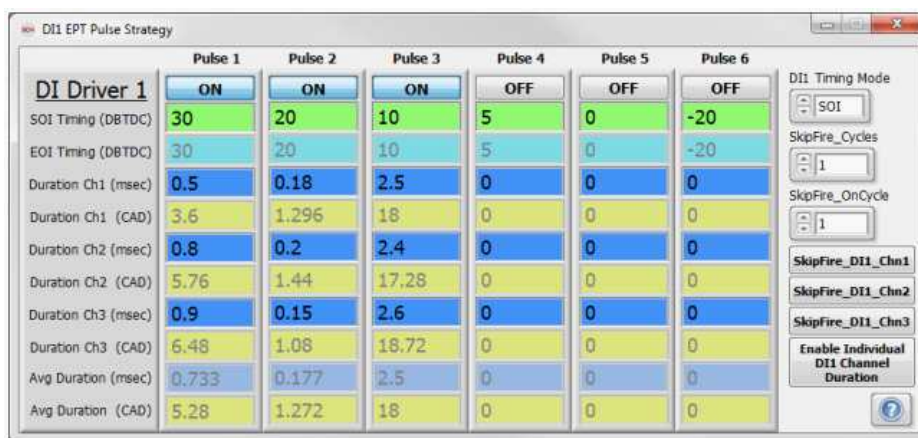 DI1 EPT Pulse Strategy
Pulse 1 Pulse 2 Pulse 3 Pulse 4 Pulse 5 Pulse 6
DI Driver 1 ON ON ON OFF OFF OFF
SOI Timing (DBTDC) 30 20 10 5 0 -20
EOI Timing (DBTDC) 30 20 10 5 0 -20
Duration Ch1 (msec) 0.5 0.18 2.5 0 0 0
Duration Ch1 (CAD) 3.6 1.296 18 0 0 0
Duration Ch2 (msec) 0.8 0.2 2.4 0 0 0
Duration Ch2 (CAD) 5.76 1.44 17.28 0 0 0
Duration Ch3 (msec) 0.9 0.15 2.6 0 0 0
Duration Ch3 (CAD) 6.48 1.08 18.72 0 0 0
Avg Duration (msec) 0.733 0.177 2.5 0 0 0
Avg Duration (CAD) 5.28 1.272 18 0 0 0
DI1 Timing Mode
SOI
SkipFire_Cycles
1
SkipFire_OnCycle
1
SkipFire_DI1_Chn1
SkipFire_DI1_Chn2
SkipFire_DI1_Chn3
Enable Individual
DI1 Channel
Duration
?